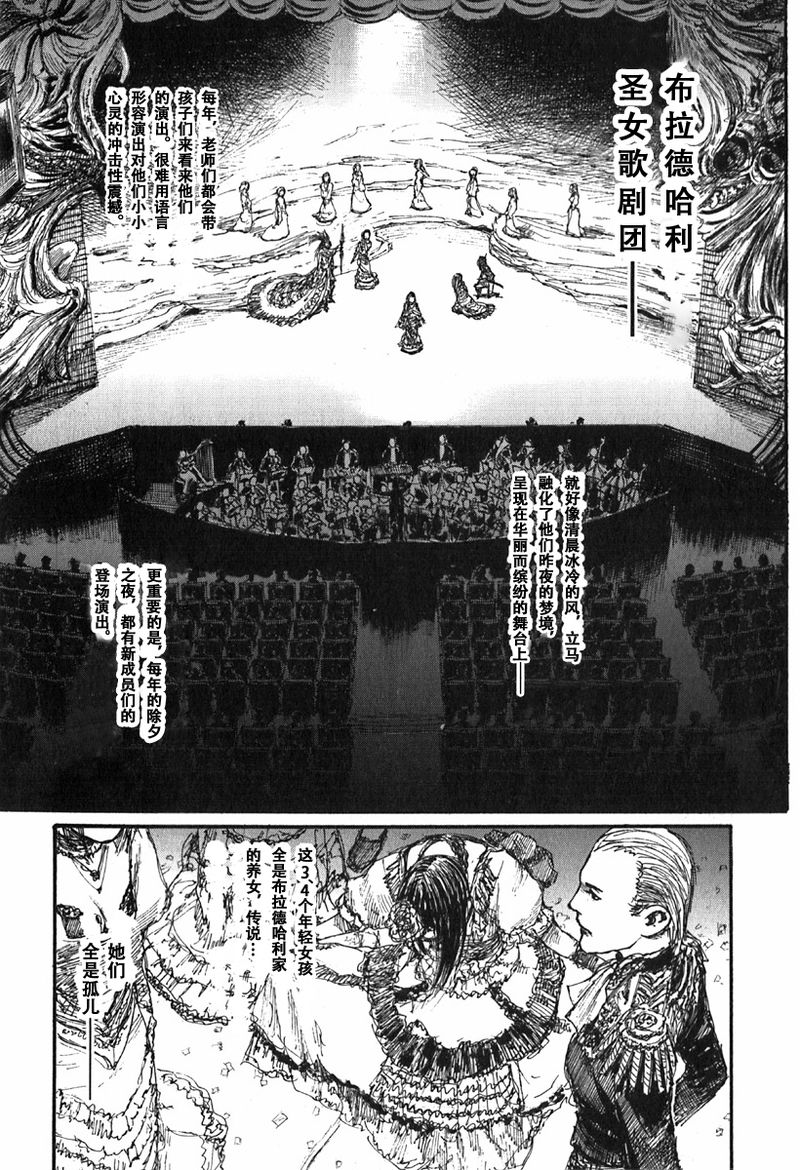 布拉德哈利
圣女歌剧团——
每年，老师们都会带
孩子们来看来他们
的演出。很难用语言
形容演出对他们小小
心灵的冲击性震撼。
就好像清晨冰冷的风，立马
融化了他们昨夜的梦境，
呈现在华丽而缤纷的舞台上——
更重要的是，每年的除夕
之夜，都有新成员们的
登场演出。
这3、4个年轻女孩
全是布拉德哈利家
的养女，传说…
她们
全是孤儿——